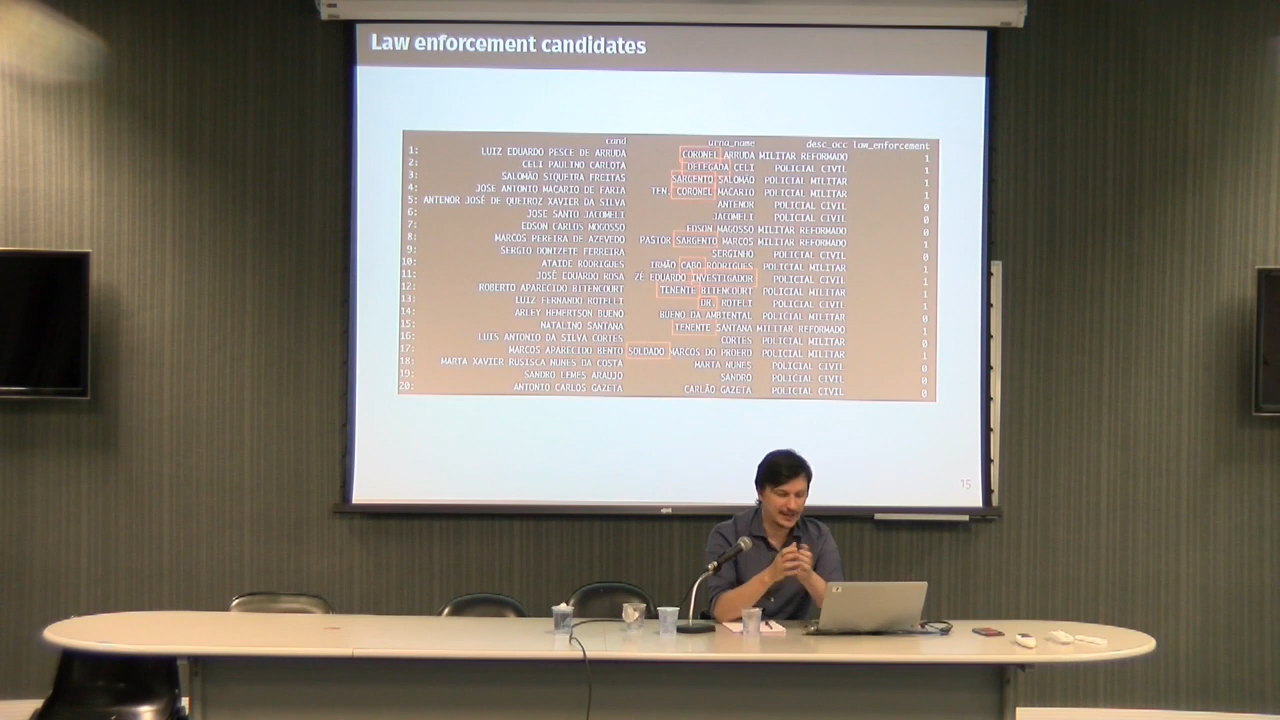 Law enforcement candidates
cand urna_name desc_occ law_enforcement
1: LUIZ EDUARDO PESCE DE ARRUDA CORONEL ARRUDA MILITAR REFORMADO 1
2: CELI PAULINO CARLOTA DELEGADA CELI POLICIAL CIVIL 1
3: SALOMÃO SIQUEIRA FREITAS SARGENTO SALOMÃO POLICIAL MILITAR 1
4: JOSE ANTONIO MACARIO DE FARIA TEN. CORONEL MACARIO POLICIAL MILITAR 1
5: ANTENOR JOSÉ DE QUEIROZ XAVIER DA SILVA ANTENOR POLICIAL CIVIL 0
6: JOSE SANTO JACOMELI JACOMELI POLICIAL CIVIL 0
7: EDSON CARLOS MOGOSSO EDSON MAGOSSO MILITAR REFORMADO 0
8: MARCOS PEREIRA DE AZEVEDO PASTOR SARGENTO MARCOS MILITAR REFORMADO 1
9: SERGIO DONIZETE FERREIRA SERGINHO POLICIAL CIVIL 0
10: ATAIDE RODRIGUES IRMÃO CABO RODRIGUES POLICIAL MILITAR 1
11: JOSÉ EDUARDO ROSA ZÉ EDUARDO INVESTIGADOR POLICIAL CIVIL 1
12: ROBERTO APARECIDO BITENCOURT TENENTE BITENCOURT POLICIAL MILITAR 1
13: LUIZ FERNANDO ROTELLI DR. ROTELI POLICIAL CIVIL 1
14: ARLEY HEMERTSON BUENO BUENO DA AMBIENTAL POLICIAL MILITAR 0
15: NATALINO SANTANA TENENTE SANTANA MILITAR REFORMADO 1
16: LUIS ANTONIO DA SILVA CORTES CORTES POLICIAL MILITAR 0
17: MARCOS APARECIDO BENTO SOLDADO MARCOS DO PROERD POLICIAL MILITAR 1
18: MARTA XAVIER RUSISCA NUNES DA COSTA MARTA NUNES POLICIAL CIVIL 0
19: SANDRO LEMES ARAUJO SANDRO POLICIAL CIVIL 0
20: ANTONIO CARLOS GAZETA CARLÃO GAZETA POLICIAL CIVIL 0
15